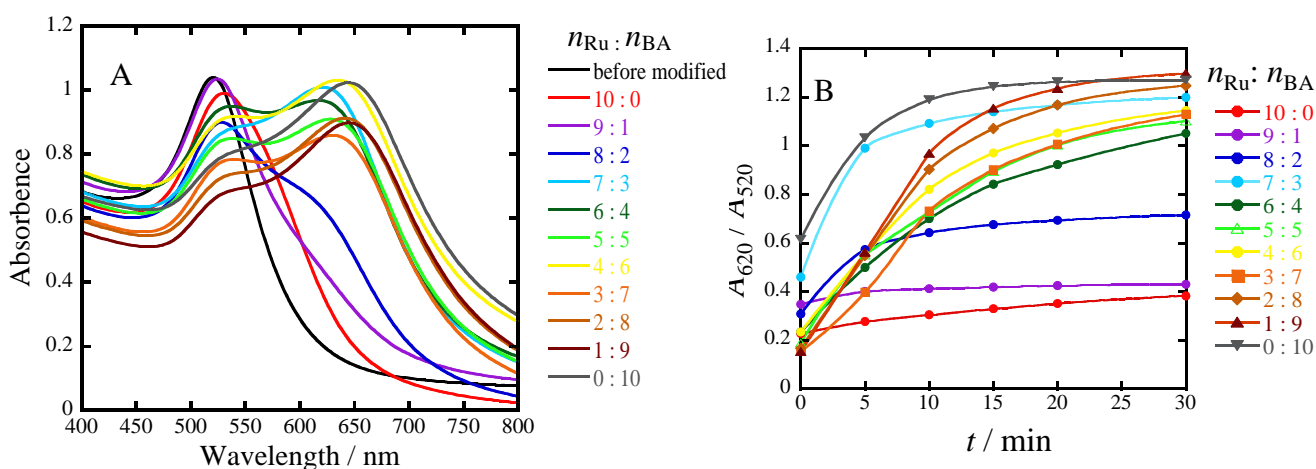 A
Absorbence
1.2
1
0.8
0.6
0.4
0.2
0
400 450 500 550 600 650 700 750 800
Wavelength / nm
nRu : nBA
before modified
10 : 0
9 : 1
8 : 2
7 : 3
6 : 4
5 : 5
4 : 6
3 : 7
2 : 8
1 : 9
0 : 10
B
A620 / A520
1.4
1.2
1.0
0.8
0.6
0.4
0.2
0
0 5 10 15 20 25 30
t / min
nRu: nBA
10 : 0
9 : 1
8 : 2
7 : 3
6 : 4
5 : 5
4 : 6
3 : 7
2 : 8
1 : 9
0 : 10